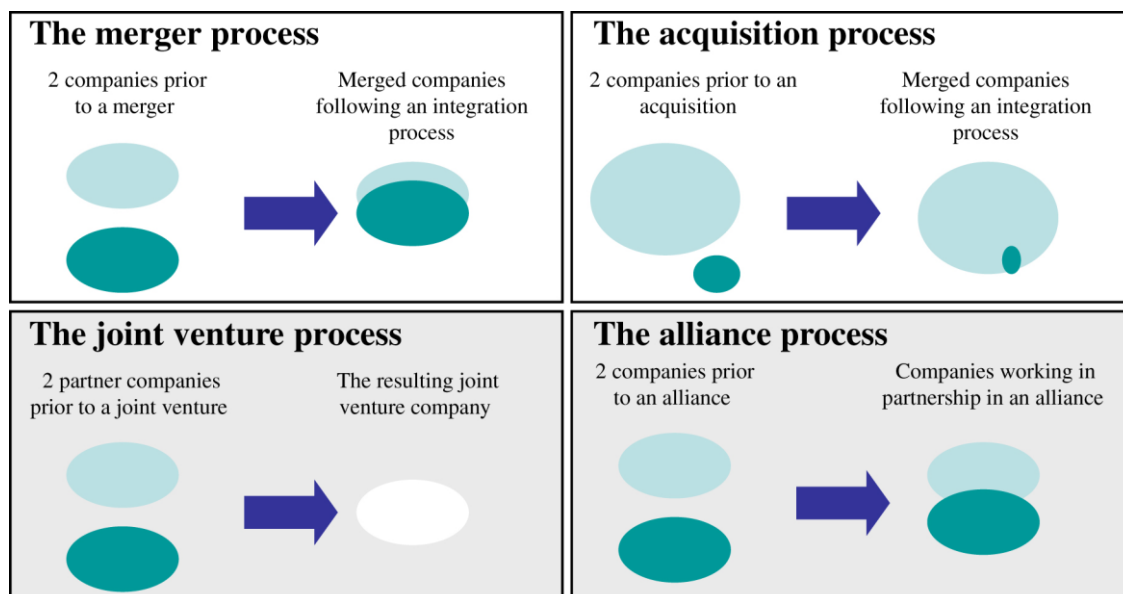 The merger process
2 companies prior
to a merger
Merged companies
following an integration
process
The acquisition process
2 companies prior to an
acquisition
Merged companies
following an integration
process
The joint venture process
2 partner companies
prior to a joint venture
The resulting joint
venture company
The alliance process
2 companies prior
to an alliance
Companies working in
partnership in an alliance